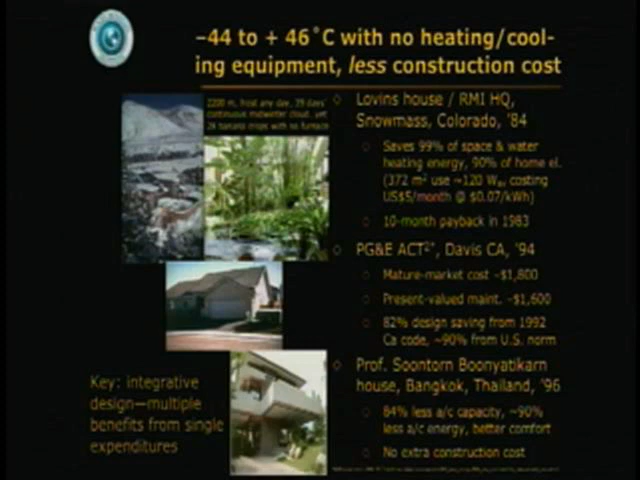 –44 to + 46˚C with no heating/cool-
ing equipment, less construction cost
2200 m, frost any day, 39 days
continuous midwinter cloud, yet
28 banana crops with no furnace
Lovins house / RMI HQ,
Snowmass, Colorado, '84
Saves 99% of space & water
heating energy, 90% of home el.
(372 m² use ~120 Wav costing
US$5/month @ $0.07/kWh)
10-month payback in 1983
PG&E ACT²", Davis CA, '94
Mature-market cost –$1,800
Present-valued maint. –$1,600
82% design saving from 1992
Ca code, ~90% from U.S. norm
Prof. Soontorn Boonyatikarn
house, Bangkok, Thailand, '96
84% less a/c capacity, ~90%
less a/c energy, better comfort
No extra construction cost
Key: integrative
design—multiple
benefits from single
expenditures